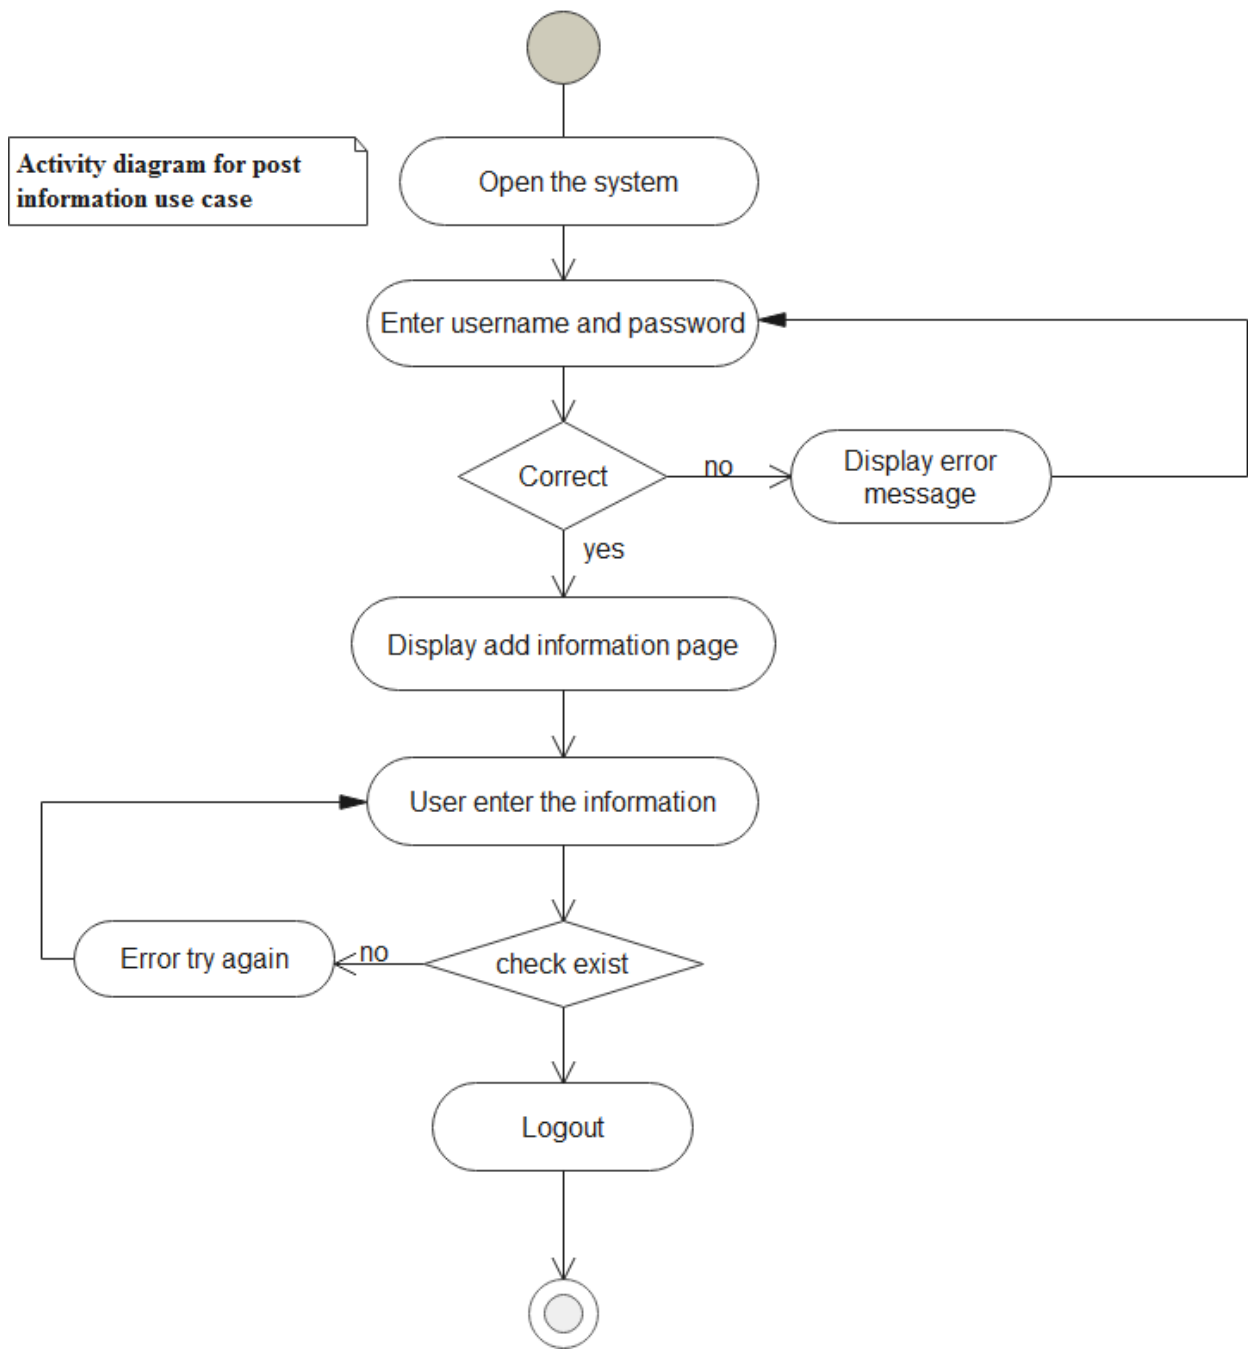 Activity diagram for post
information use case
Open the system
Enter username and password
Correct
no
Display error
message
yes
Display add information page
User enter the information
Error try again
no
check exist
Logout